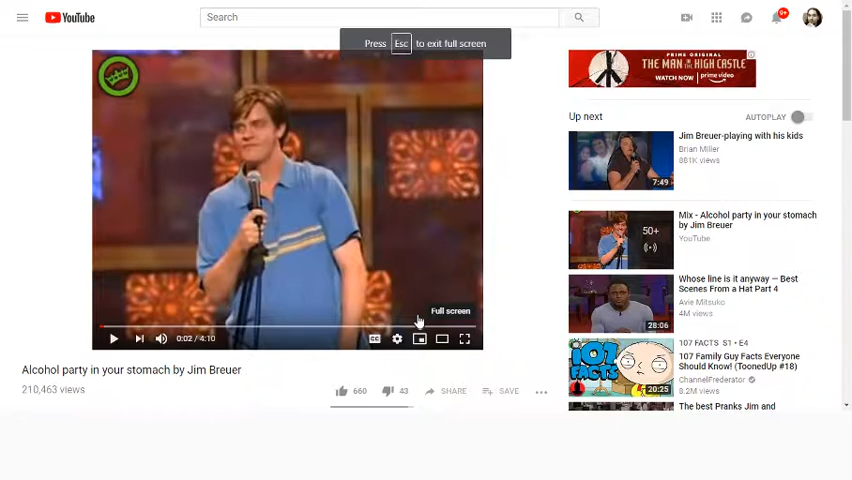 YouTube
Search
9+
Press Esc to exit full screen
PRIME ORIGINAL
THE MAN IN THE HIGH CASTLE
WATCH NOW prime video
Up next
AUTOPLAY
Jim Breuer-playing with his kids
Brian Miller
881K views
7:49
Mix - Alcohol party in your stomach
by Jim Breuer
YouTube
50+
Whose line is it anyway — Best
Scenes From a Hat Part 4
Avie Mitsuko
28:06
107 FACTS S1 • E4
107 Family Guy Facts Everyone
Should Know! (ToonedUp #18)
ChannelFrederator
8.2M views
107
FACTS
20:25
The best Pranks Jim and
Full screen
0:02 / 4:10
CC
Alcohol party in your stomach by Jim Breuer
210,463 views
660
43
SHARE
SAVE